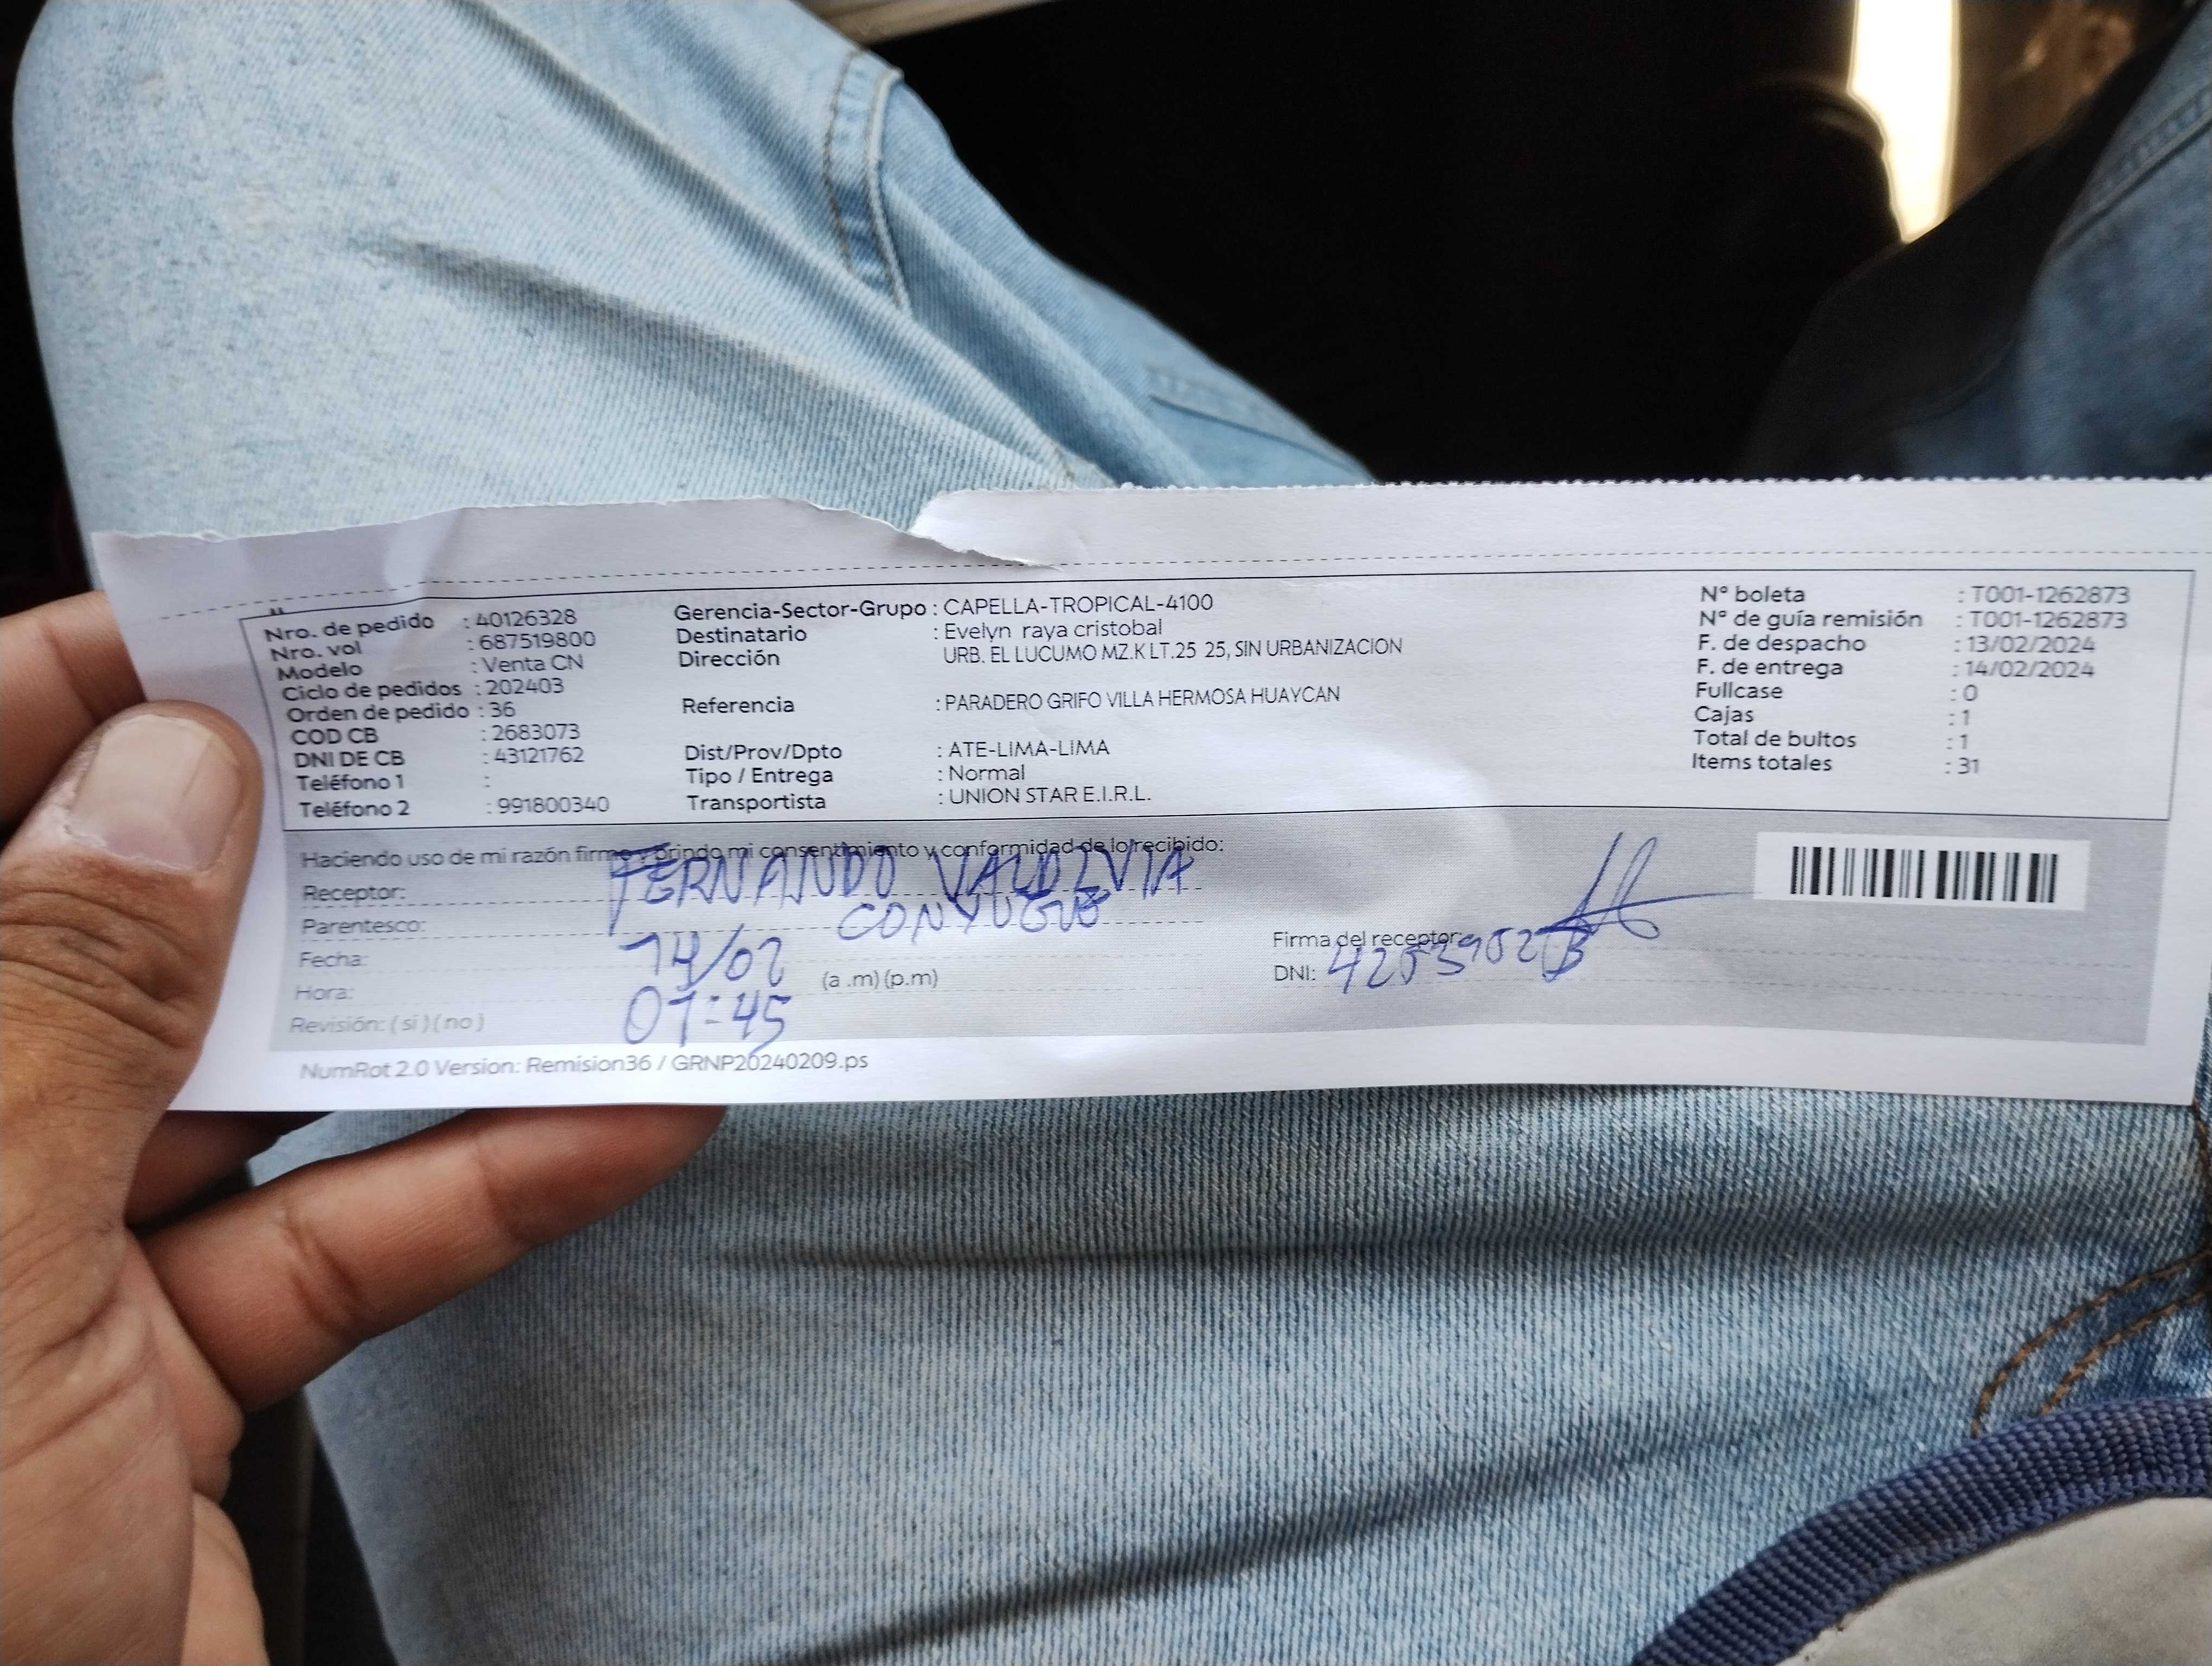 Nro. de pedido : 40126328
Nro. vol : 687519800
Modelo : Venta CN
Ciclo de pedidos : 202403
Orden de pedido : 36
COD CB : 2683073
DNI DE CB : 43121762
Teléfono 1 :
Teléfono 2 : 991800340
Gerencia-Sector-Grupo : CAPELLA-TROPICAL-4100
Destinatario : Evelyn raya cristobal
Dirección URB. EL LUCUMO MZ.K LT.25 25, SIN URBANIZACION
Referencia : PARADERO GRIFO VILLA HERMOSA HUAYCAN
Dist/Prov/Dpto : ATE-LIMA-LIMA
Tipo / Entrega : Normal
Transportista : UNION STAR E.I.R.L.
N° boleta : T001-1262873
N° de guía remisión : T001-1262873
F. de despacho : 13/02/2024
F. de entrega : 14/02/2024
Fullcase : 0
Cajas : 1
Total de bultos : 1
Items totales : 31
Haciendo uso de mi razón firmo y brindo mi consentimiento y conformidad de lo recibido:
Receptor: FERNANDO VALDIVIA
Parentesco: CONYUGUE
Fecha: 14/02
Hora: 07:45 (a .m) (p.m)
Revisión: ( si ) ( no )
Firma del receptor:
DNI:
NumRot 2.0 Version: Remision36 / GRNP20240209.ps